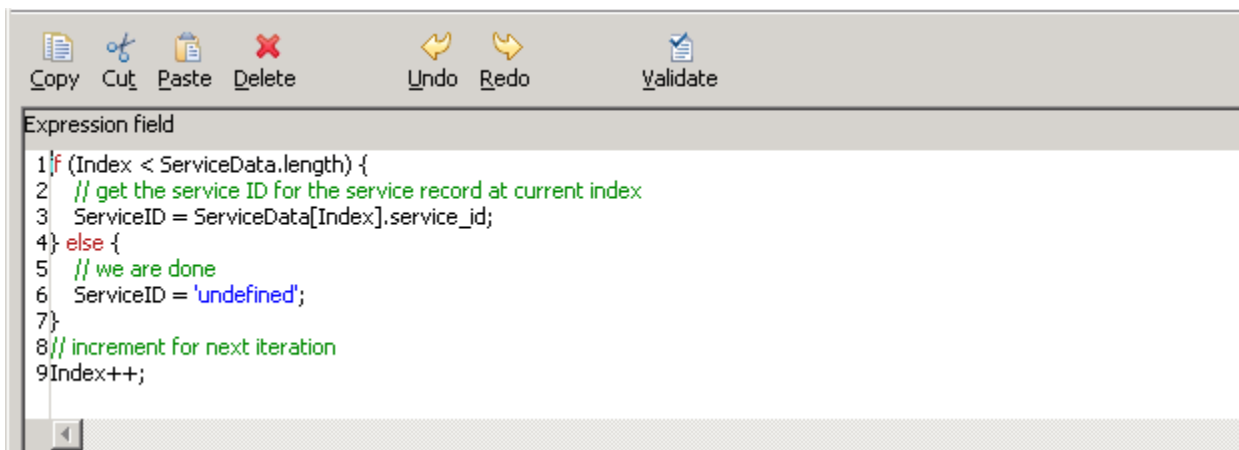 Copy Cut Paste Delete Undo Redo Validate
Expression field
1 if (Index < ServiceData.length) {
2 // get the service ID for the service record at current index
3 ServiceID = ServiceData[Index].service_id;
4 } else {
5 // we are done
6 ServiceID = 'undefined';
7 }
8 // increment for next iteration
9 Index++;